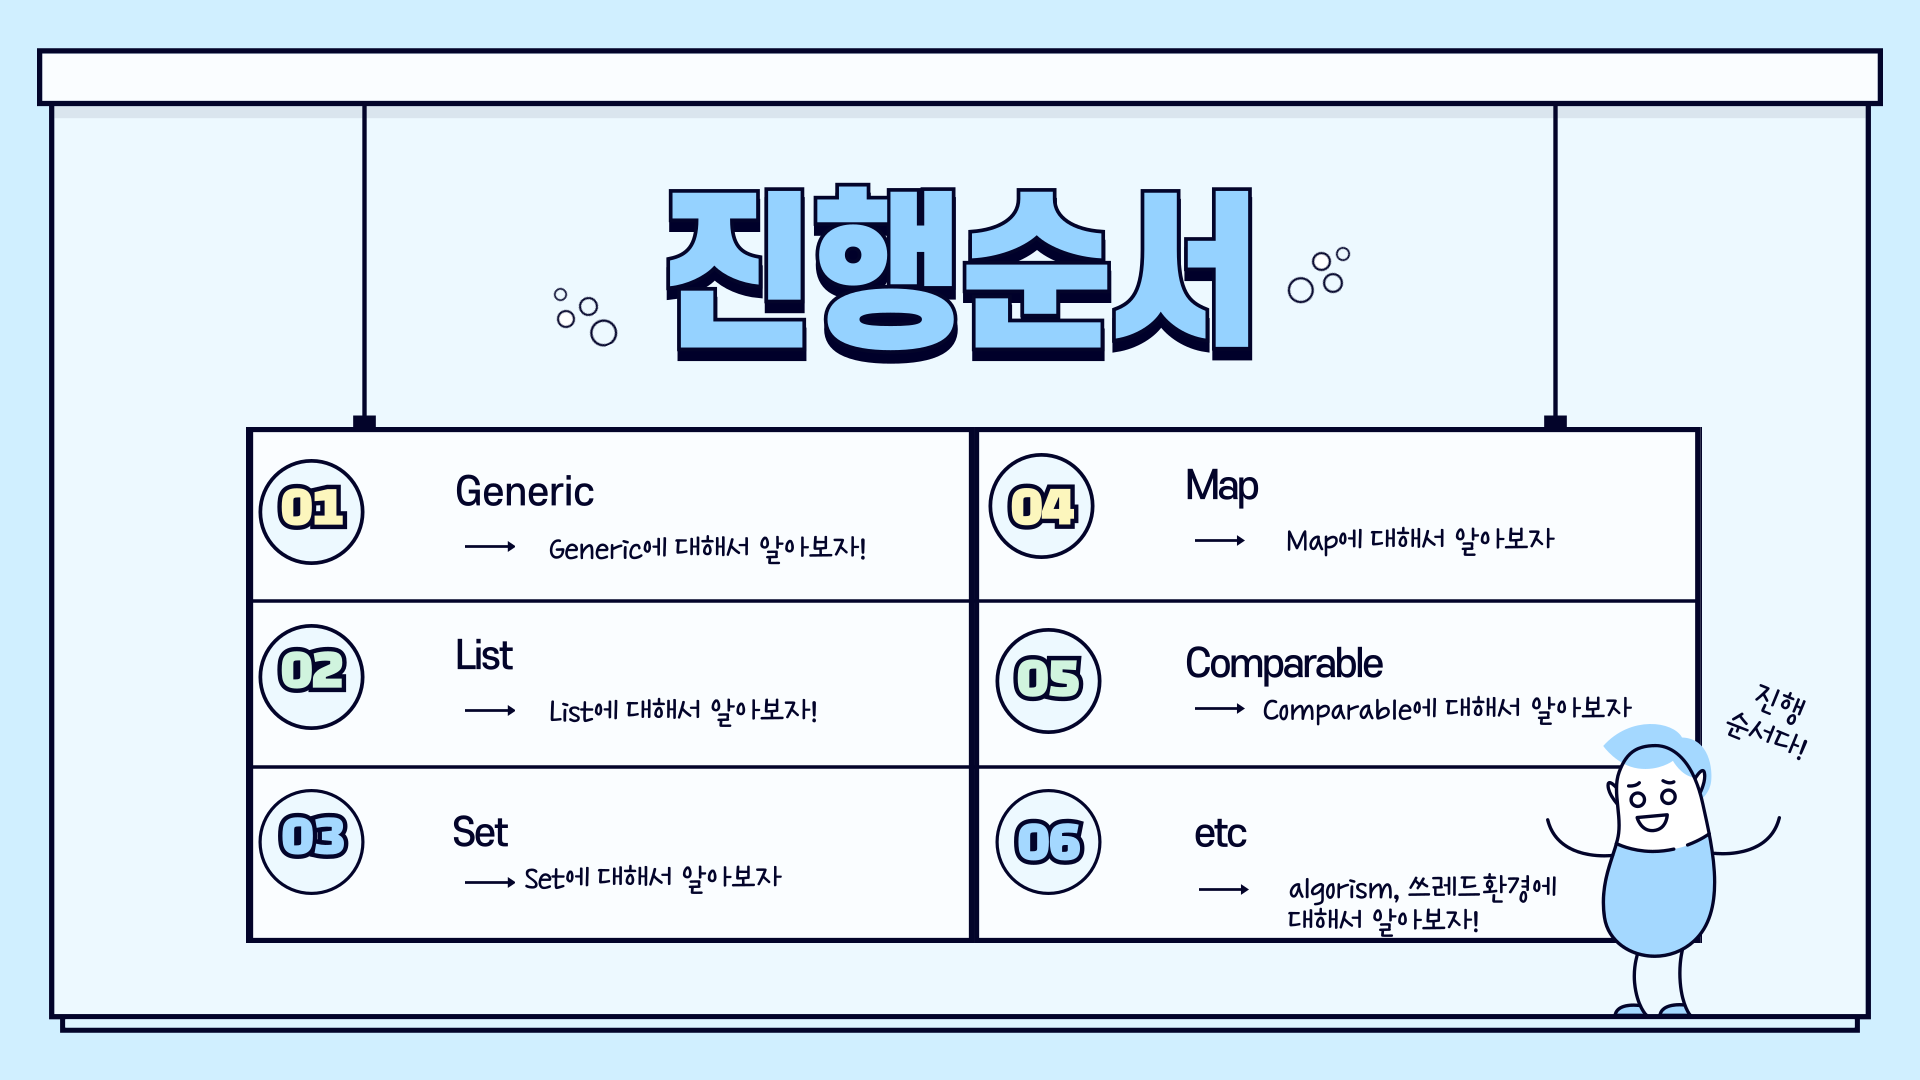 진행순서
01
Generic
Generic에 대해서 알아보자!
02
List
List에 대해서 알아보자!
03
Set
Set에 대해서 알아보자
04
Map
Map에 대해서 알아보자
05
Comparable
Comparable에 대해서 알아보자
06
etc
algorism, 쓰레드환경에
대해서 알아보자!
진행
순서다!